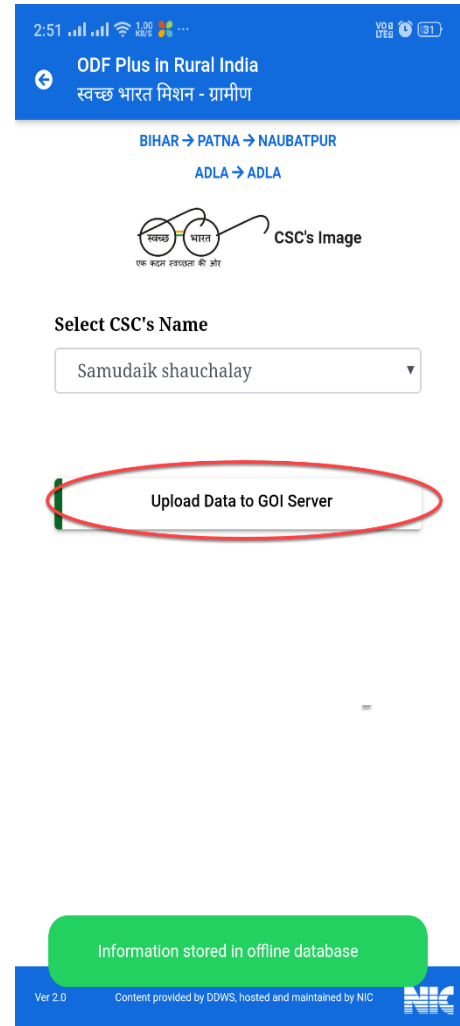 2:51 1.00 KB/S ... VO LTE 31
ODF Plus in Rural India
स्वच्छ भारत मिशन - ग्रामीण
BIHAR → PATNA → NAUBATPUR
ADLA → ADLA
स्वच्छ भारत CSC's Image
एक कदम स्वच्छता की ओर
Select CSC's Name
Samudaik shauchalay
Upload Data to GOI Server
Information stored in offline database
Ver 2.0 Content provided by DDWS, hosted and maintained by NIC NIC